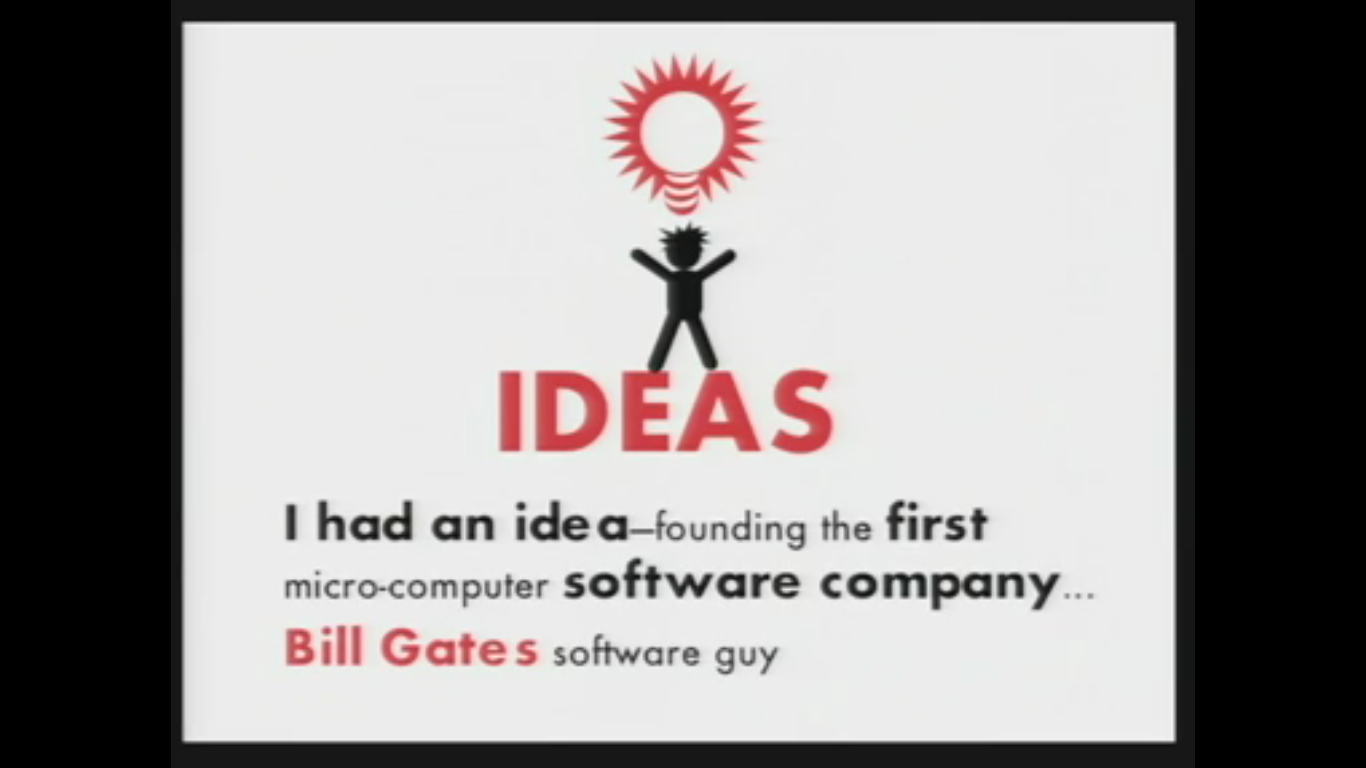 IDEAS
I had an idea–founding the first
micro-computer software company...
Bill Gates software guy